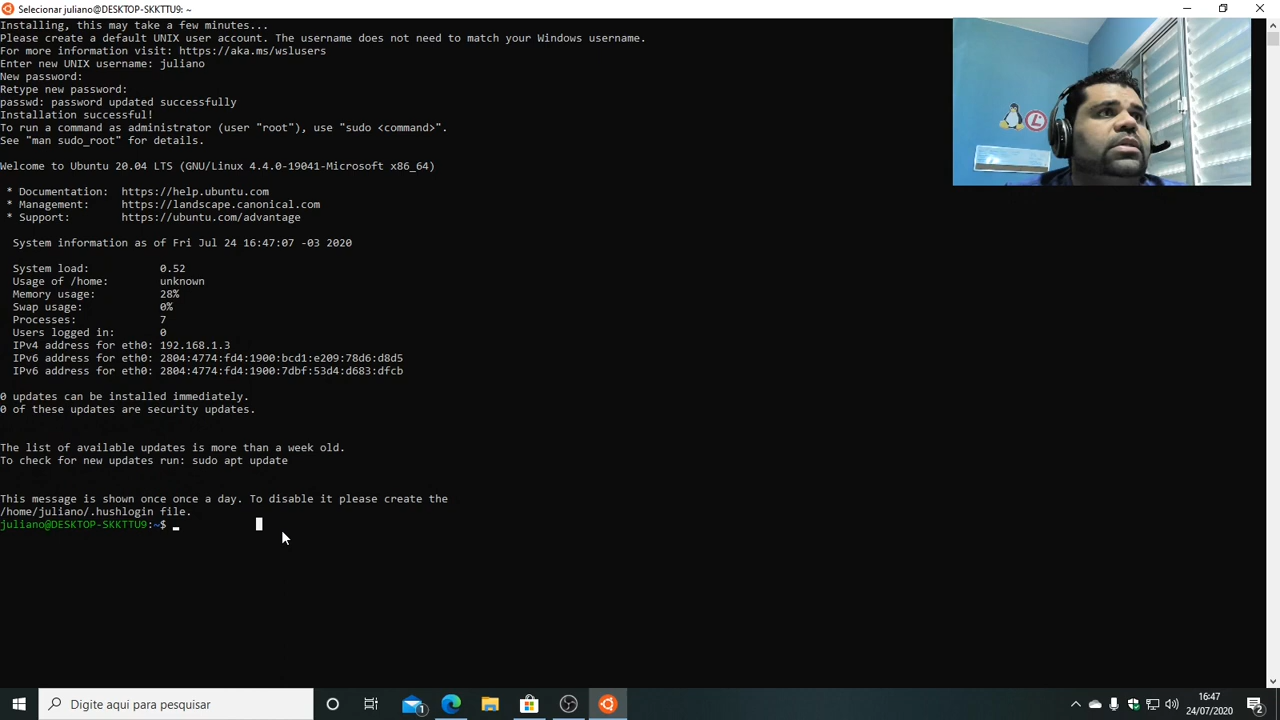 Selecionar juliano@DESKTOP-SKKTTU9: ~
Installing, this may take a few minutes...
Please create a default UNIX user account. The username does not need to match your Windows username.
For more information visit: https://aka.ms/wslusers
Enter new UNIX username: juliano
New password:
Retype new password:
passwd: password updated successfully
Installation successful!
To run a command as administrator (user "root"), use "sudo <command>".
See "man sudo_root" for details.
Welcome to Ubuntu 20.04 LTS (GNU/Linux 4.4.0-19041-Microsoft x86_64)
* Documentation: https://help.ubuntu.com
* Management: https://landscape.canonical.com
* Support: https://ubuntu.com/advantage
System information as of Fri Jul 24 16:47:07 -03 2020
System load: 0.52
Usage of /home: unknown
Memory usage: 28%
Swap usage: 0%
Processes: 7
Users logged in: 0
IPv4 address for eth0: 192.168.1.3
IPv6 address for eth0: 2804:4774:fd4:1900:bcd1:e209:78d6:d8d5
IPv6 address for eth0: 2804:4774:fd4:1900:7dbf:53d4:d683:dfcb
0 updates can be installed immediately.
0 of these updates are security updates.
The list of available updates is more than a week old.
To check for new updates run: sudo apt update
This message is shown once once a day. To disable it please create the
/home/juliano/.hushlogin file.
juliano@DESKTOP-SKKTTU9:~$
Digite aqui para pesquisar
1
16:47
24/07/2020
2